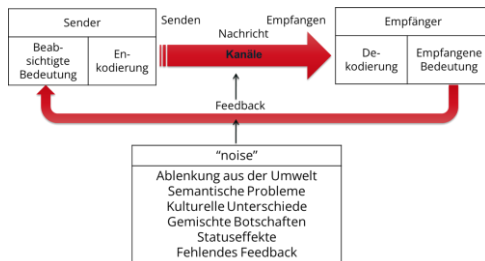 Sender
Senden
Empfangen
Empfänger
Nachricht
Beab-
sichtigte
Bedeutung
En-
kodierung
Kanäle
De-
kodierung
Empfangene
Bedeutung
Feedback
“noise”
Ablenkung aus der Umwelt
Semantische Probleme
Kulturelle Unterschiede
Gemischte Botschaften
Statuseffekte
Fehlendes Feedback